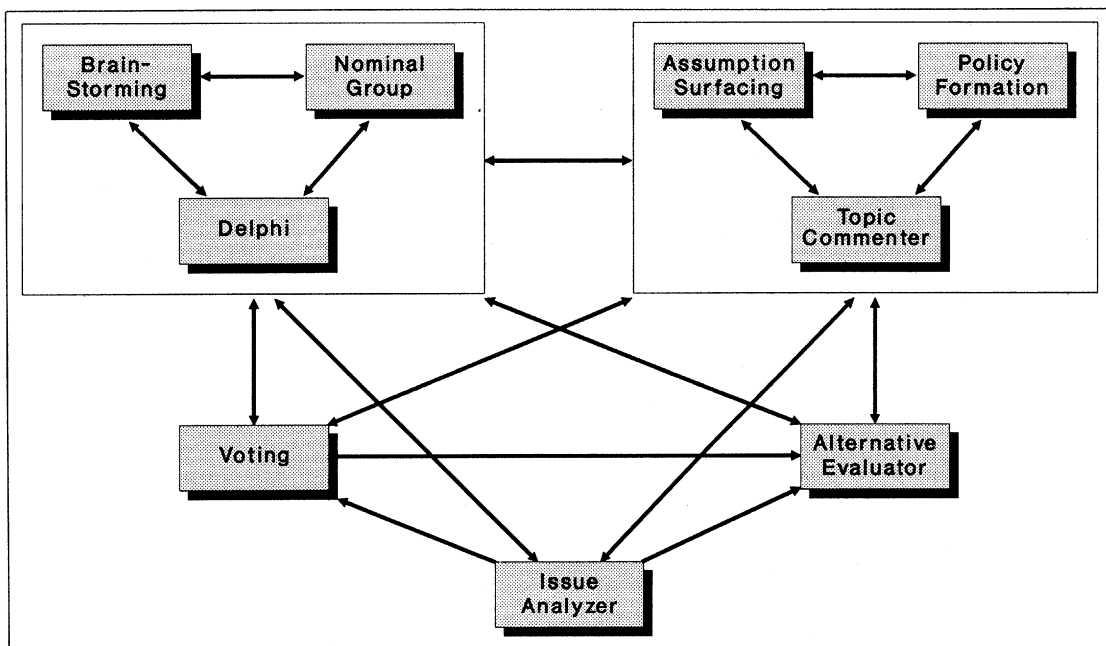 Brain-
Storming
Nominal
Group
Delphi
Assumption
Surfacing
Policy
Formation
Topic
Commenter
Voting
Alternative
Evaluator
Issue
Analyzer